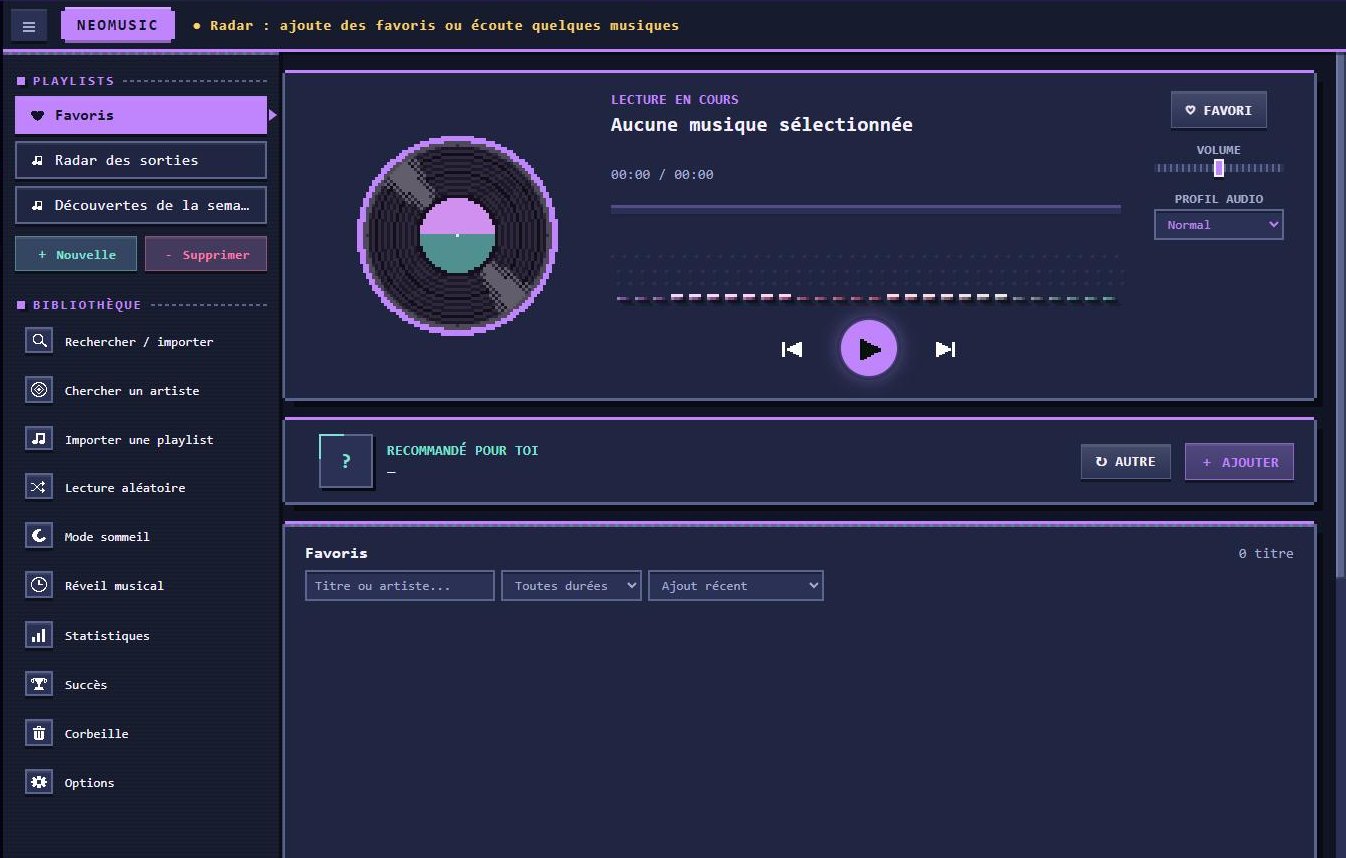 NEOMUSIC
● Radar : ajoute des favoris ou écoute quelques musiques
PLAYLISTS
Favoris
Radar des sorties
Découvertes de la sema…
+ Nouvelle
- Supprimer
BIBLIOTHÈQUE
Rechercher / importer
Chercher un artiste
Importer une playlist
Lecture aléatoire
Mode sommeil
Réveil musical
Statistiques
Succès
Corbeille
Options
LECTURE EN COURS
Aucune musique sélectionnée
00:00 / 00:00
FAVORI
VOLUME
PROFIL AUDIO
Normal
?
RECOMMANDÉ POUR TOI
—
↻ AUTRE
+ AJOUTER
Favoris
0 titre
Titre ou artiste...
Toutes durées
Ajout récent